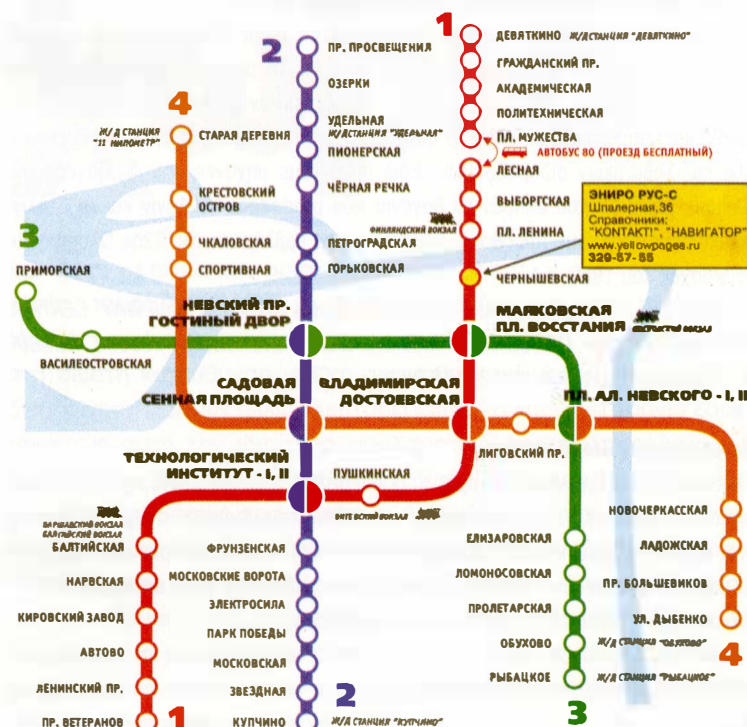 1
ДЕВЯТКИНО Ж/Д СТАНЦИЯ "ДЕВЯТКИНО"
ГРАЖДАНСКИЙ ПР.
АКАДЕМИЧЕСКАЯ
ПОЛИТЕХНИЧЕСКАЯ
ПЛ. МУЖЕСТВА
АВТОБУС 80 (ПРОЕЗД БЕСПЛАТНЫЙ)
ЛЕСНАЯ
ВЫБОРГСКАЯ
ФИНЛЯНДСКИЙ ВОКЗАЛ
ПЛ. ЛЕНИНА
ЧЕРНЫШЕВСКАЯ
ЭНИРО РУС-С
Шпалерная,36
Справочники:
"КОНТАКТ!", "НАВИГАТОР"
www.yellowpages.ru
329-57-55
2
ПР. ПРОСВЕЩЕНИЯ
ОЗЕРКИ
УДЕЛЬНАЯ
Ж/Д СТАНЦИЯ "УДЕЛЬНАЯ"
ПИОНЕРСКАЯ
ЧЁРНАЯ РЕЧКА
ПЕТРОГРАДСКАЯ
ГОРЬКОВСКАЯ
4
Ж/Д СТАНЦИЯ
"11 КИЛОМЕТР"
СТАРАЯ ДЕРЕВНЯ
КРЕСТОВСКИЙ
ОСТРОВ
ЧКАЛОВСКАЯ
СПОРТИВНАЯ
3
ПРИМОРСКАЯ
ВАСИЛЕОСТРОВСКАЯ
НЕВСКИЙ ПР.
ГОСТИНЫЙ ДВОР
МАЯКОВСКАЯ
ПЛ. ВОССТАНИЯ
САДОВАЯ
СЕННАЯ ПЛОЩАДЬ
ВЛАДИМИРСКАЯ
ДОСТОЕВСКАЯ
ЛИГОВСКИЙ ПР.
ПЛ. АЛ. НЕВСКОГО - I, II
ТЕХНОЛОГИЧЕСКИЙ
ИНСТИТУТ - I, II
ПУШКИНСКАЯ
ВИТЕБСКИЙ ВОКЗАЛ
ВАРШАВСКИЙ ВОКЗАЛ
БАЛТИЙСКИЙ ВОКЗАЛ
БАЛТИЙСКАЯ
НАРВСКАЯ
КИРОВСКИЙ ЗАВОД
АВТОВО
ЛЕНИНСКИЙ ПР.
ПР. ВЕТЕРАНОВ
1
ФРУНЗЕНСКАЯ
МОСКОВСКИЕ ВОРОТА
ЭЛЕКТРОСИЛА
ПАРК ПОБЕДЫ
МОСКОВСКАЯ
ЗВЕЗДНАЯ
КУПЧИНО
2
Ж/Д СТАНЦИЯ "КУПЧИНО"
ЕЛИЗАРОВСКАЯ
ЛОМОНОСОВСКАЯ
ПРОЛЕТАРСКАЯ
ОБУХОВО
Ж/Д СТАНЦИЯ "ОБУХОВО"
РЫБАЦКОЕ
Ж/Д СТАНЦИЯ "РЫБАЦКОЕ"
3
НОВОЧЕРКАССКАЯ
ЛАДОЖСКАЯ
ПР. БОЛЬШЕВИКОВ
УЛ. ДЫБЕНКО
4